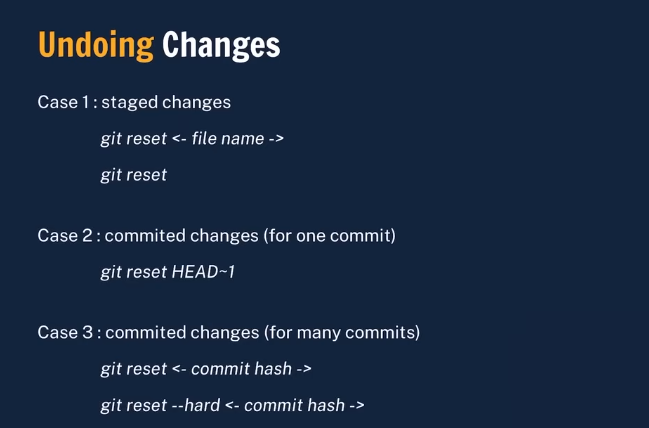 Undoing Changes
Case 1 : staged changes
git reset <- file name ->
git reset
Case 2 : commited changes (for one commit)
git reset HEAD~1
Case 3 : commited changes (for many commits)
git reset <- commit hash ->
git reset --hard <- commit hash ->